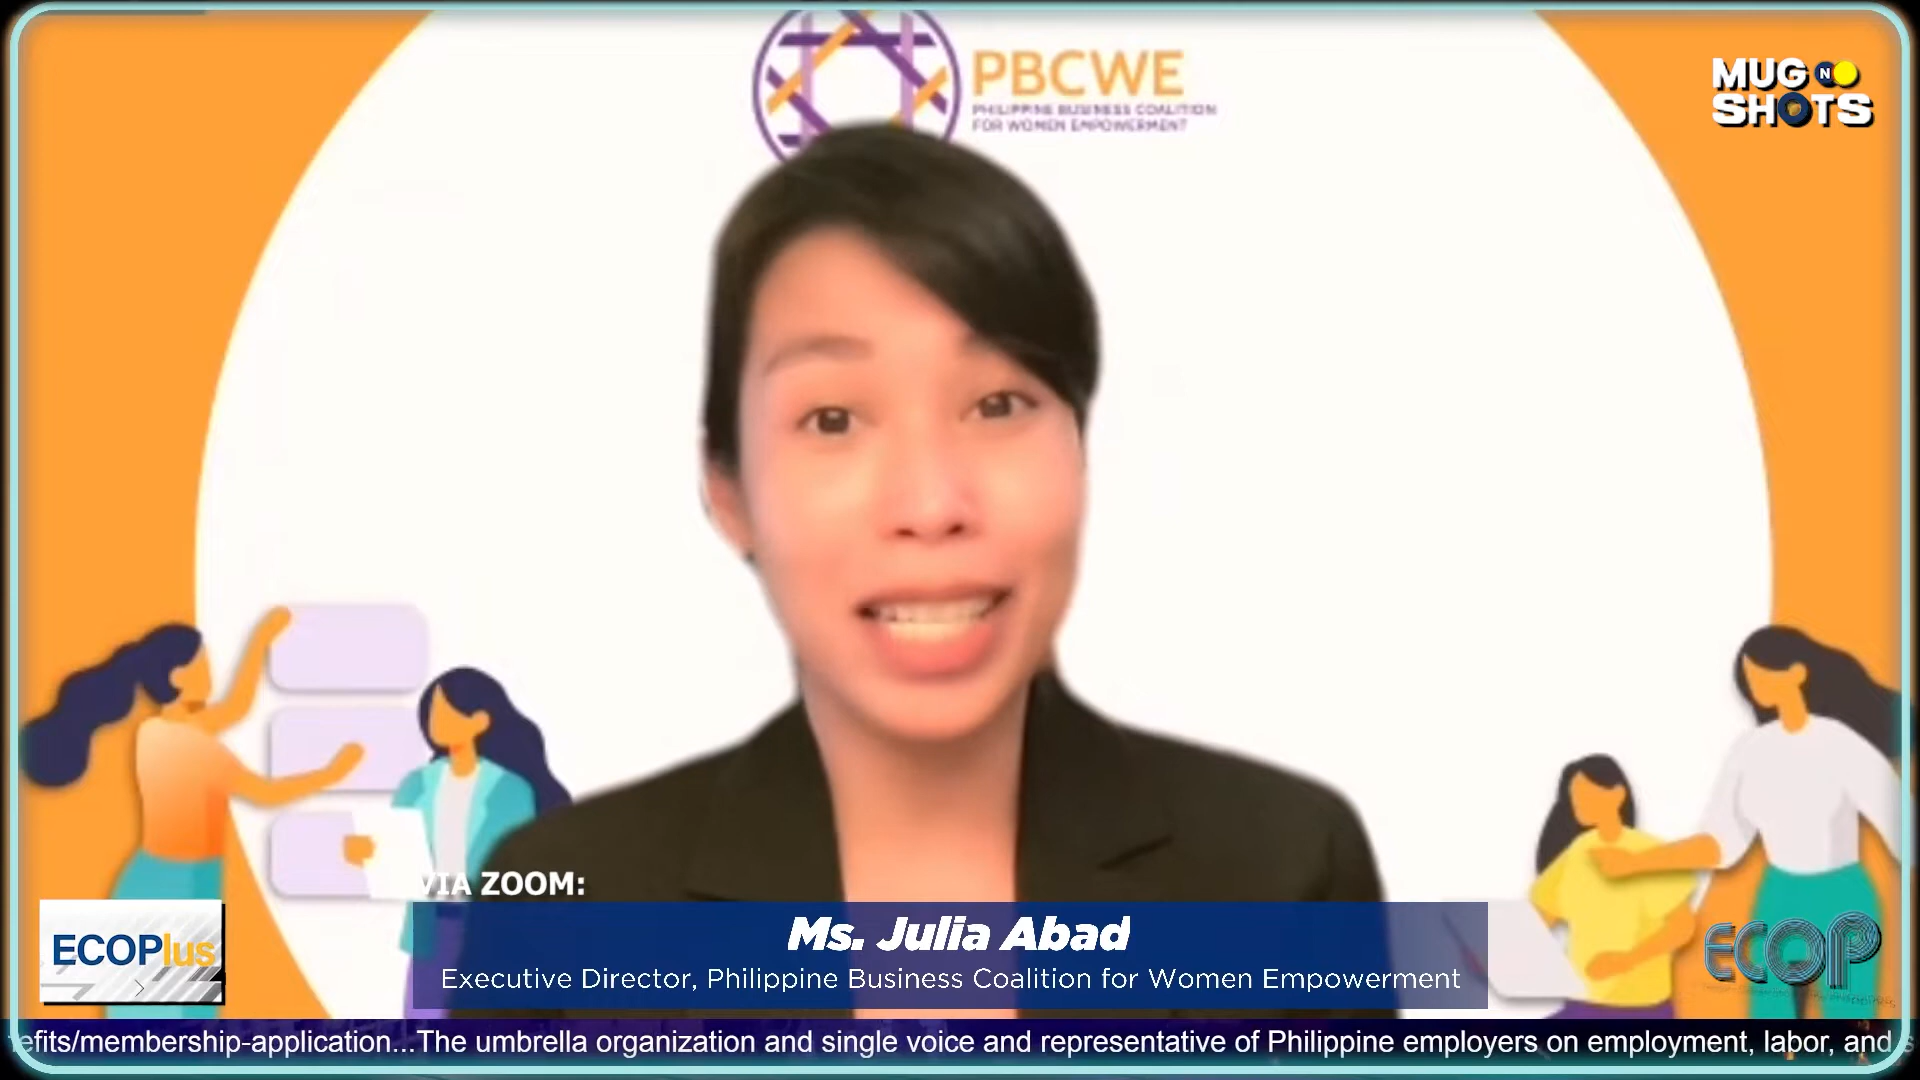 PBCWE
PHILIPPINE BUSINESS COALITION
FOR WOMEN EMPOWERMENT
MUG N
SHOTS
VIA ZOOM:
Ms. Julia Abad
Executive Director, Philippine Business Coalition for Women Empowerment
ECOPlus
ECOP
efits/membership-application...The umbrella organization and single voice and representative of Philippine employers on employment, labor, and s